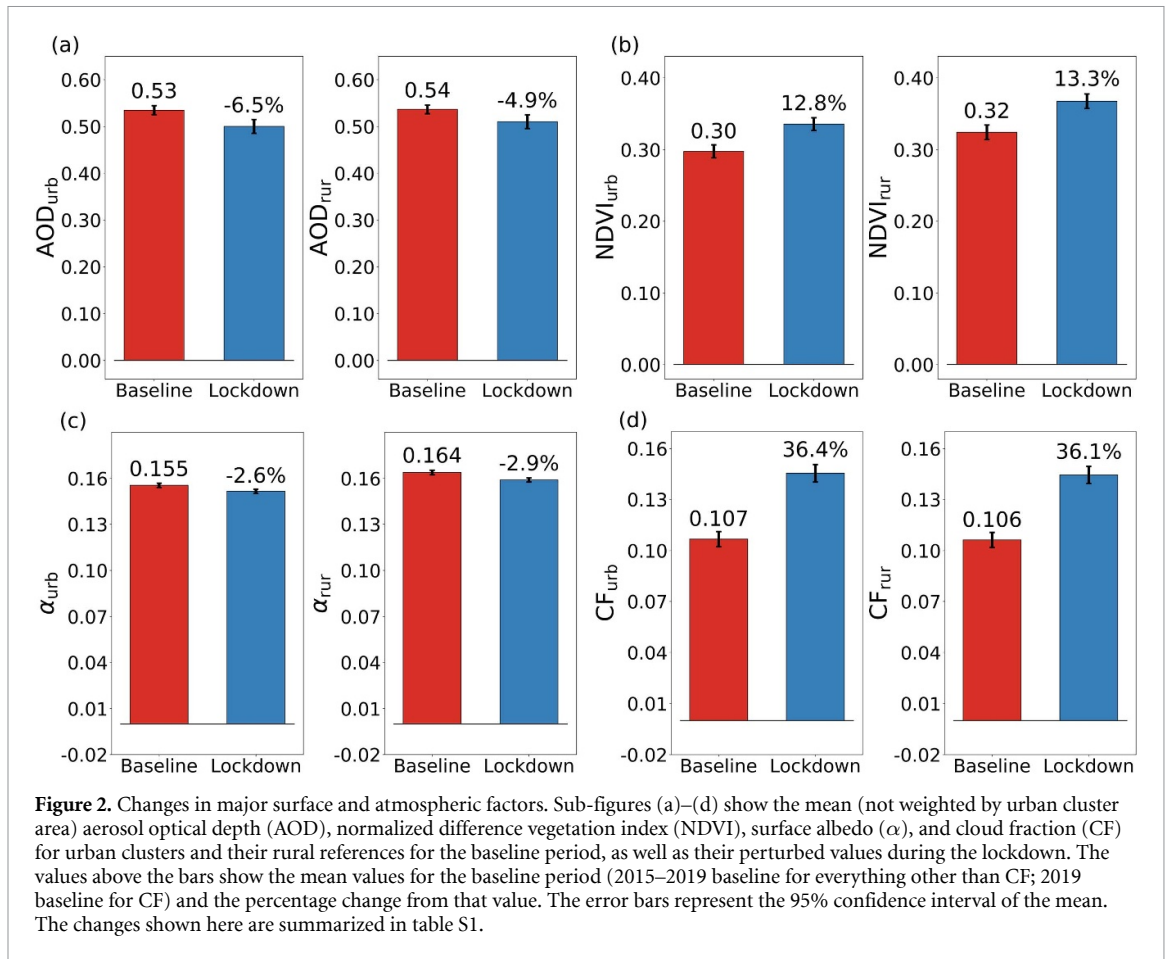 (a)
(b)
0.60
0.50
0.40
0.30
0.20
0.10
0.00
AODurb
0.53
-6.5%
Baseline Lockdown
0.60
0.50
0.40
0.30
0.20
0.10
0.00
AODrur
0.54
-4.9%
Baseline Lockdown
0.40
0.30
0.20
0.10
0.00
NDVIurb
0.30
12.8%
Baseline Lockdown
0.40
0.30
0.20
0.10
0.00
NDVIrur
0.32
13.3%
Baseline Lockdown
(c)
(d)
0.16
0.13
0.10
0.07
0.04
0.01
-0.02
αurb
0.155
-2.6%
Baseline Lockdown
0.16
0.13
0.10
0.07
0.04
0.01
-0.02
αrur
0.164
-2.9%
Baseline Lockdown
0.16
0.13
0.10
0.07
0.04
0.01
-0.02
CFurb
0.107
36.4%
Baseline Lockdown
0.16
0.13
0.10
0.07
0.04
0.01
-0.02
CFrur
0.106
36.1%
Baseline Lockdown
Figure 2. Changes in major surface and atmospheric factors. Sub-figures (a)–(d) show the mean (not weighted by urban cluster
area) aerosol optical depth (AOD), normalized difference vegetation index (NDVI), surface albedo (α), and cloud fraction (CF)
for urban clusters and their rural references for the baseline period, as well as their perturbed values during the lockdown. The
values above the bars show the mean values for the baseline period (2015–2019 baseline for everything other than CF; 2019
baseline for CF) and the percentage change from that value. The error bars represent the 95% confidence interval of the mean.
The changes shown here are summarized in table S1.